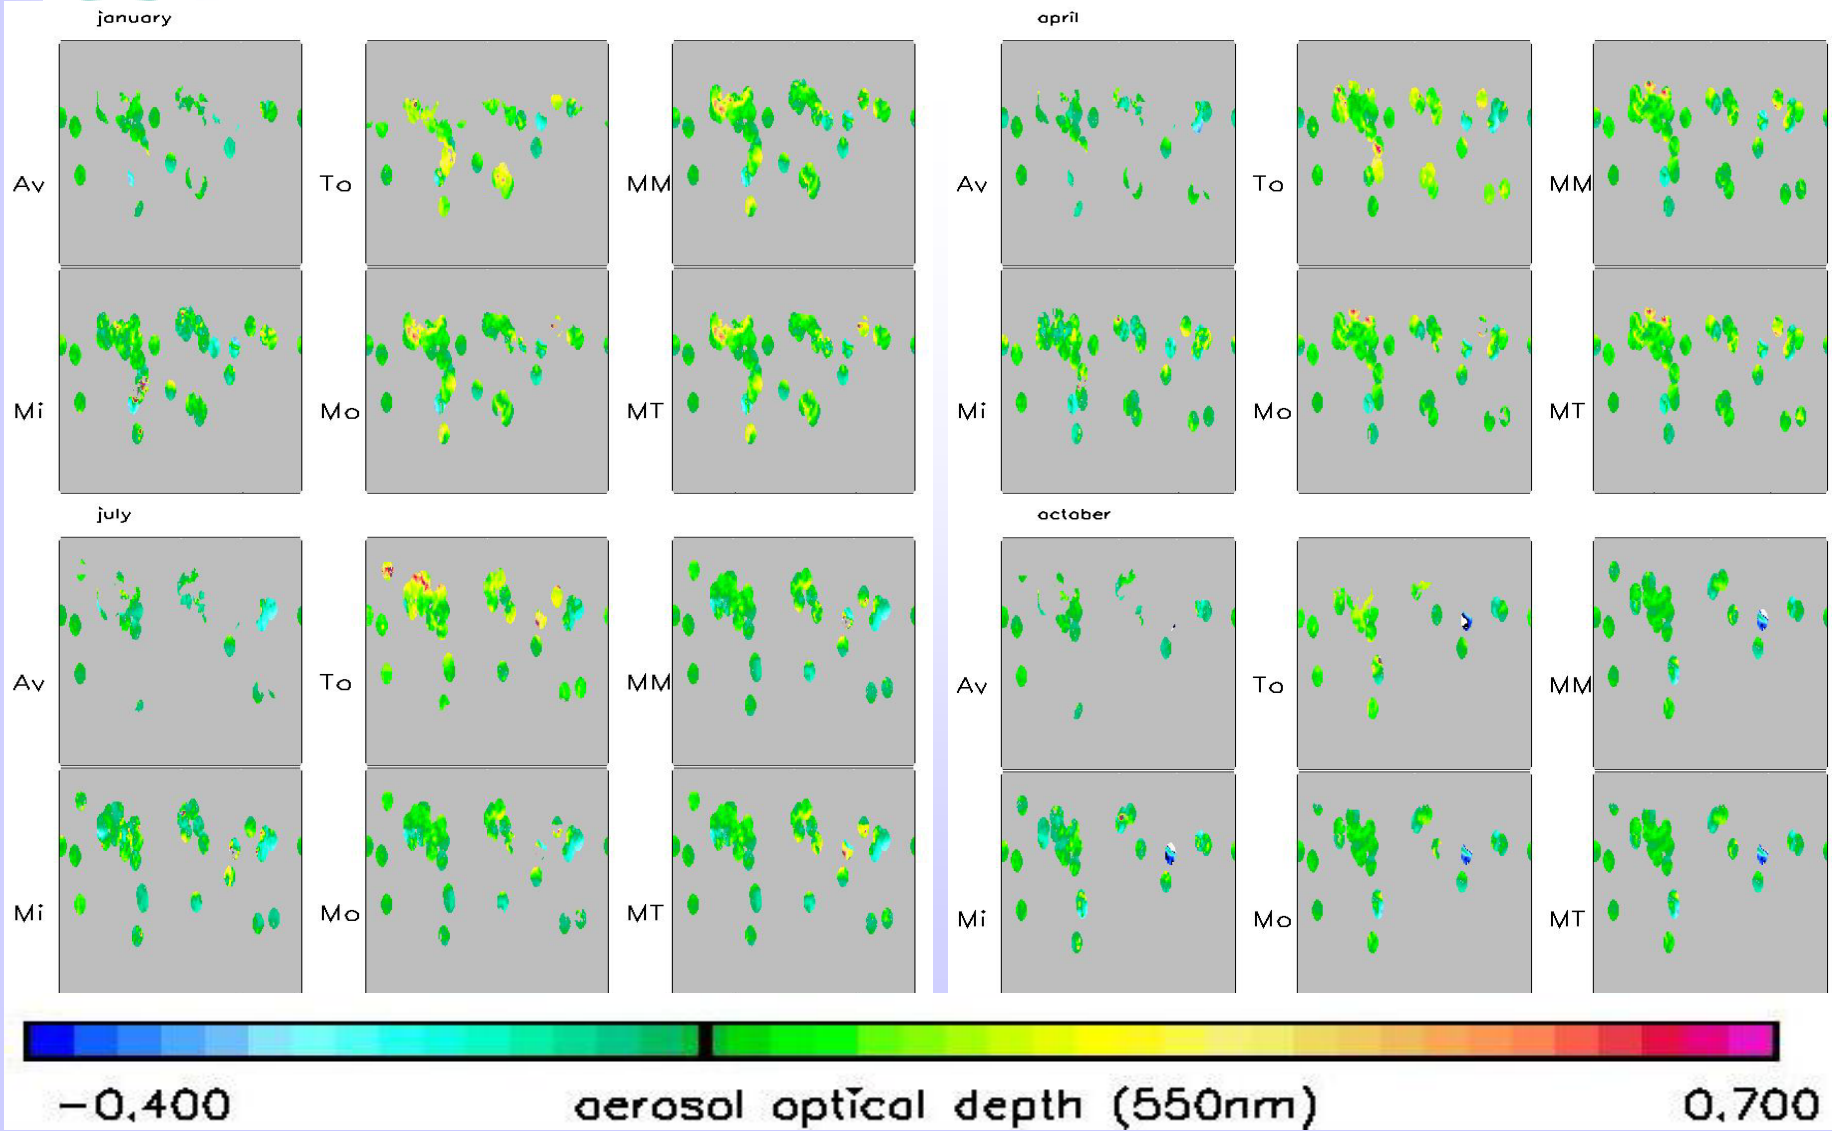 january
april
Av
To
MM
Av
To
MM
Mi
Mo
MT
Mi
Mo
MT
july
october
Av
To
MM
Av
To
MM
Mi
Mo
MT
Mi
Mo
MT
−0.400 aerosol optical depth (550nm) 0.700